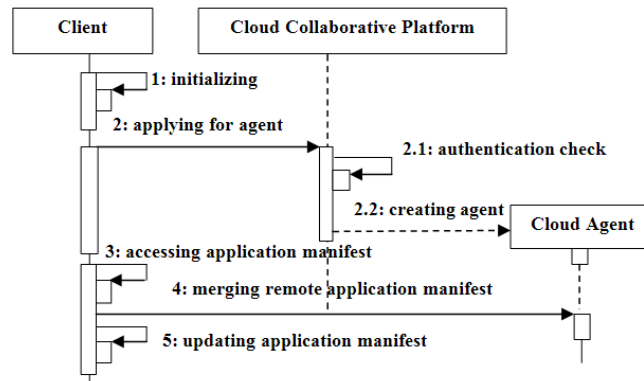 Client
Cloud Collaborative Platform
1: initializing
2: applying for agent
2.1: authentication check
2.2: creating agent
Cloud Agent
3: accessing application manifest
4: merging remote application manifest
5: updating application manifest